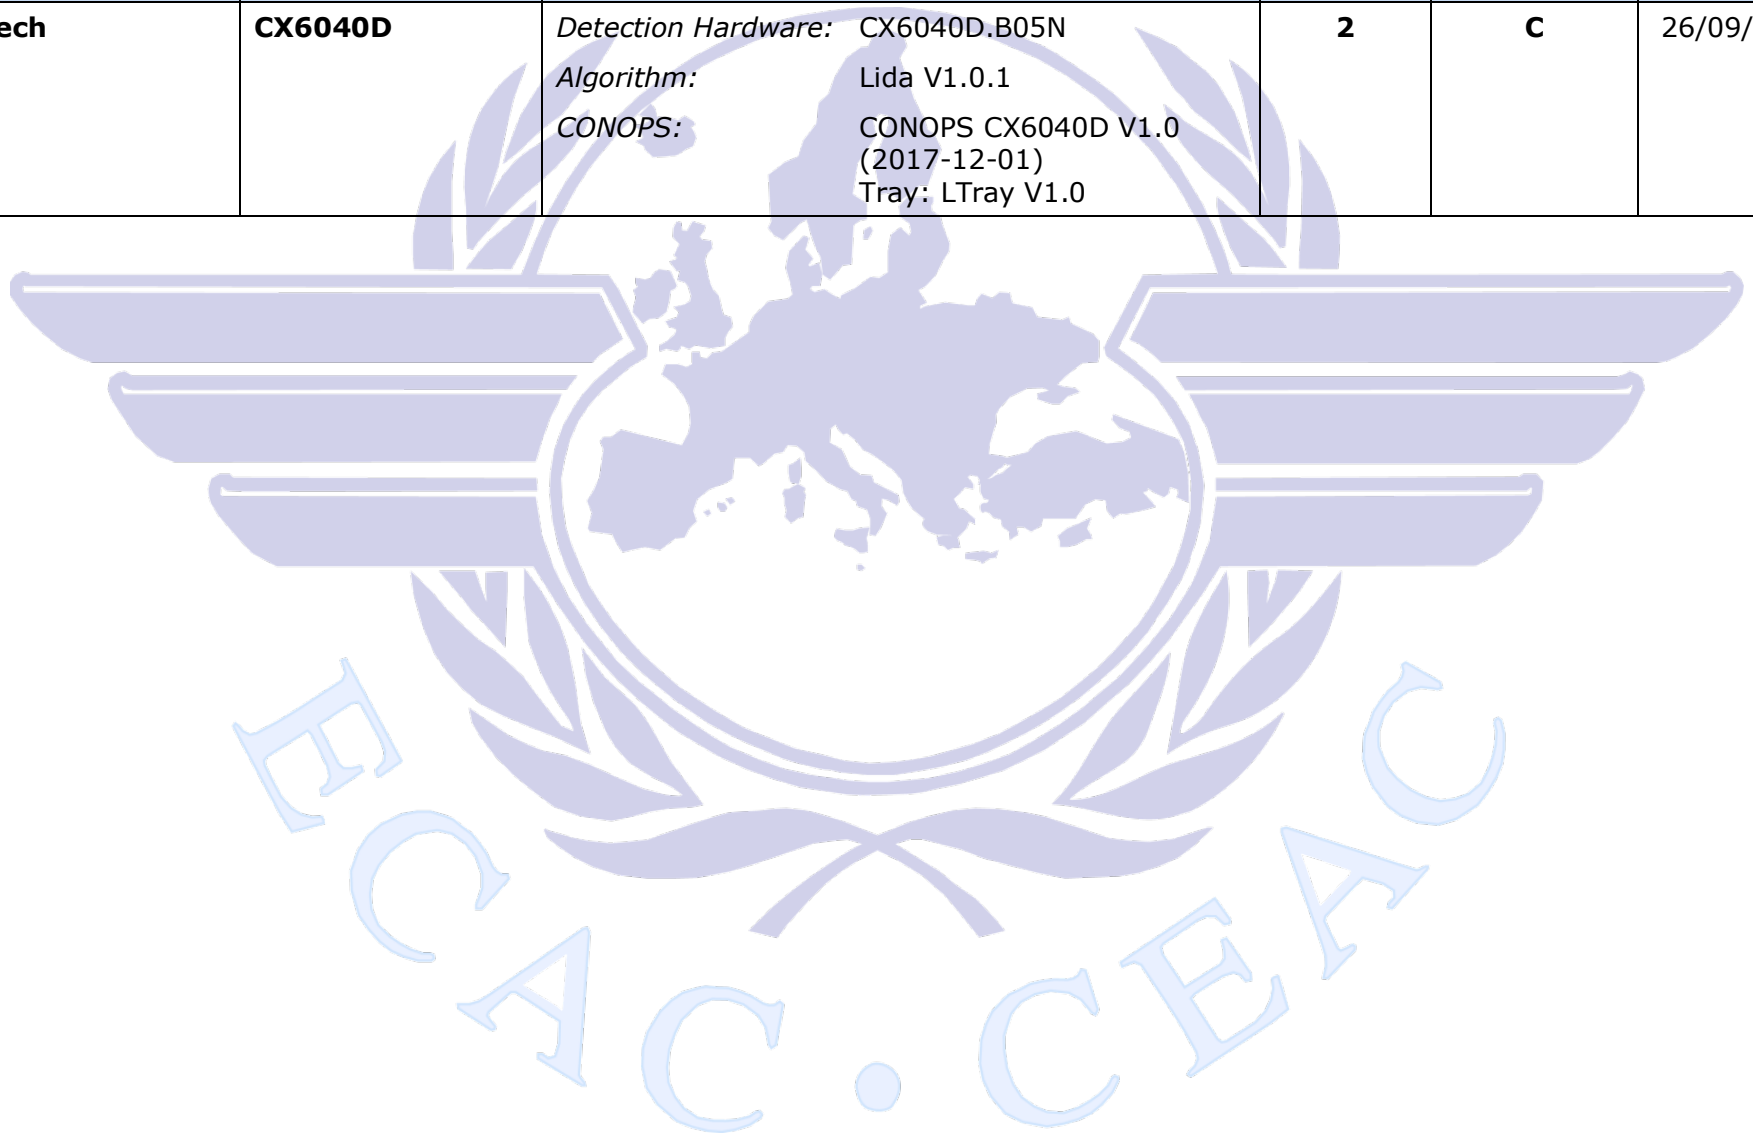 ech CX6040D Detection Hardware: CX6040D.B05N 2 C 26/09/
Algorithm: Lida V1.0.1
CONOPS: CONOPS CX6040D V1.0
(2017-12-01)
Tray: LTray V1.0
ECAC • CEAC